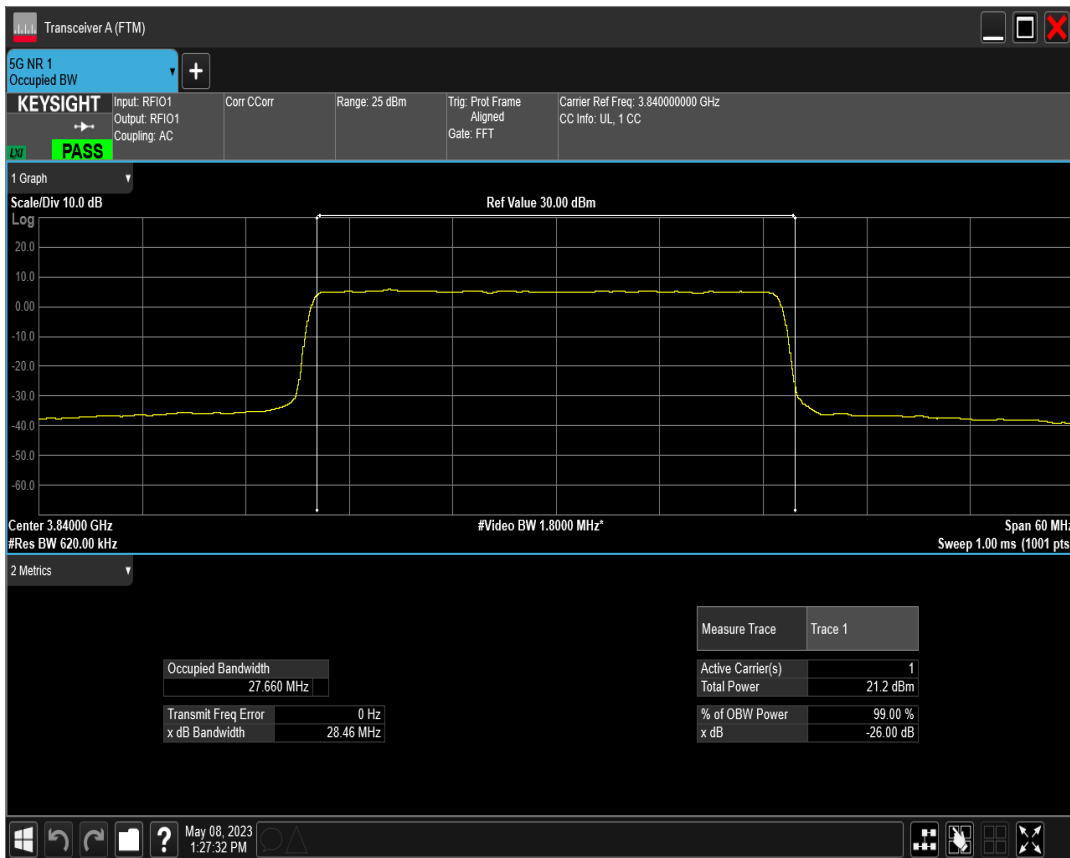 Transceiver A (FTM)
5G NR 1
Occupied BW
+
KEYSIGHT
LXI
PASS
Input: RFIO1
Output: RFIO1
Coupling: AC
Corr CCorr
Range: 25 dBm
Trig: Prot Frame
Aligned
Gate: FFT
Carrier Ref Freq: 3.840000000 GHz
CC Info: UL, 1 CC
1 Graph
Scale/Div 10.0 dB
Ref Value 30.00 dBm
Log
20.0
10.0
0.00
-10.0
-20.0
-30.0
-40.0
-50.0
-60.0
Center 3.84000 GHz
#Video BW 1.8000 MHz*
Span 60 MHz
#Res BW 620.00 kHz
Sweep 1.00 ms (1001 pts
2 Metrics
Measure Trace Trace 1
Occupied Bandwidth
27.660 MHz
Active Carrier(s) 1
Total Power 21.2 dBm
Transmit Freq Error 0 Hz
x dB Bandwidth 28.46 MHz
% of OBW Power 99.00 %
x dB -26.00 dB
?
May 08, 2023
1:27:32 PM